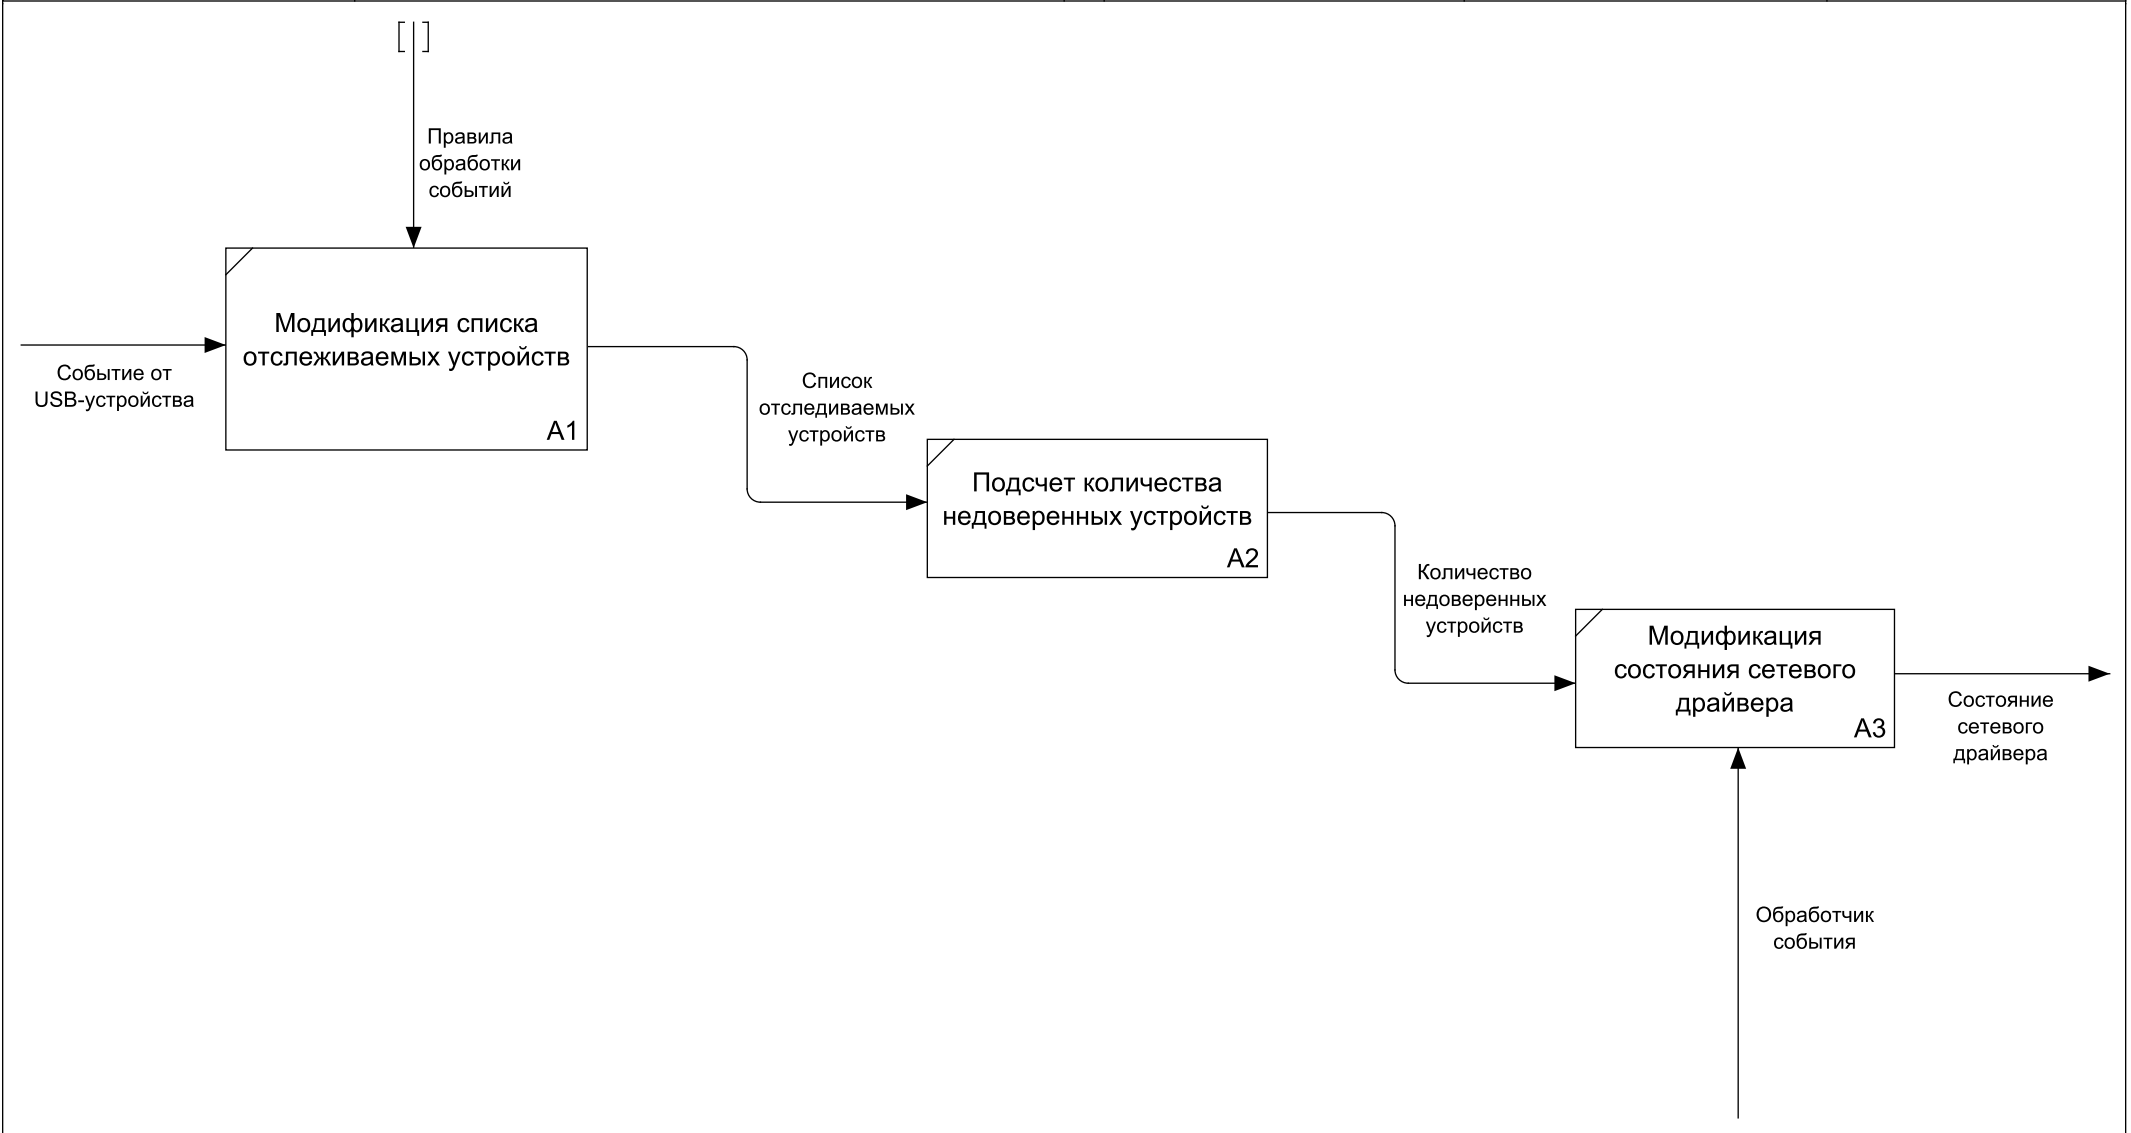 Правила
обработки
событий
Модификация списка
отслеживаемых устройств
A1
Событие от
USB-устройства
Список
отследиваемых
устройств
Подсчет количества
недоверенных устройств
A2
Количество
недоверенных
устройств
Модификация
состояния сетевого
драйвера
A3
Состояние
сетевого
драйвера
Обработчик
события